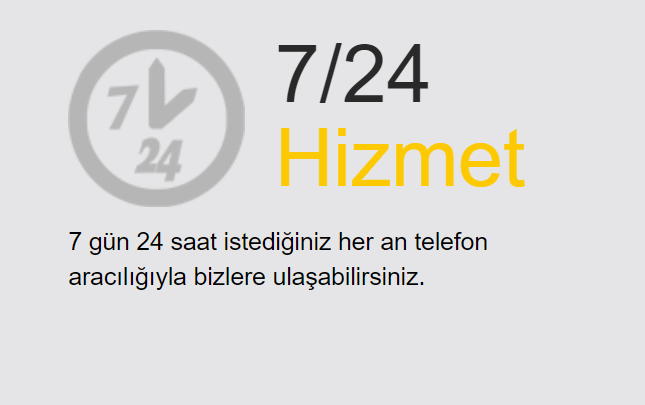 7/24
Hizmet
7
24
7 gün 24 saat istediğiniz her an telefon
aracılığıyla bizlere ulaşabilirsiniz.